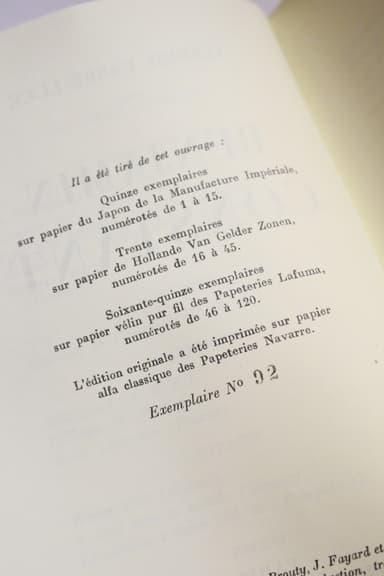 Il a été tiré de cet ouvrage :
Quinze exemplaires
sur papier du Japon de la Manufacture Impériale,
numérotés de 1 à 15.
Trente exemplaires
sur papier de Hollande Van Gelder Zonen,
numérotés de 16 à 45.
Soixante-quinze exemplaires
sur papier vélin pur fil des Papeteries Lafuma,
numérotés de 46 à 120.
L'édition originale a été imprimée sur papier
alfa classique des Papeteries Navarre.
Exemplaire No 92
Brouty, J. Fayard et